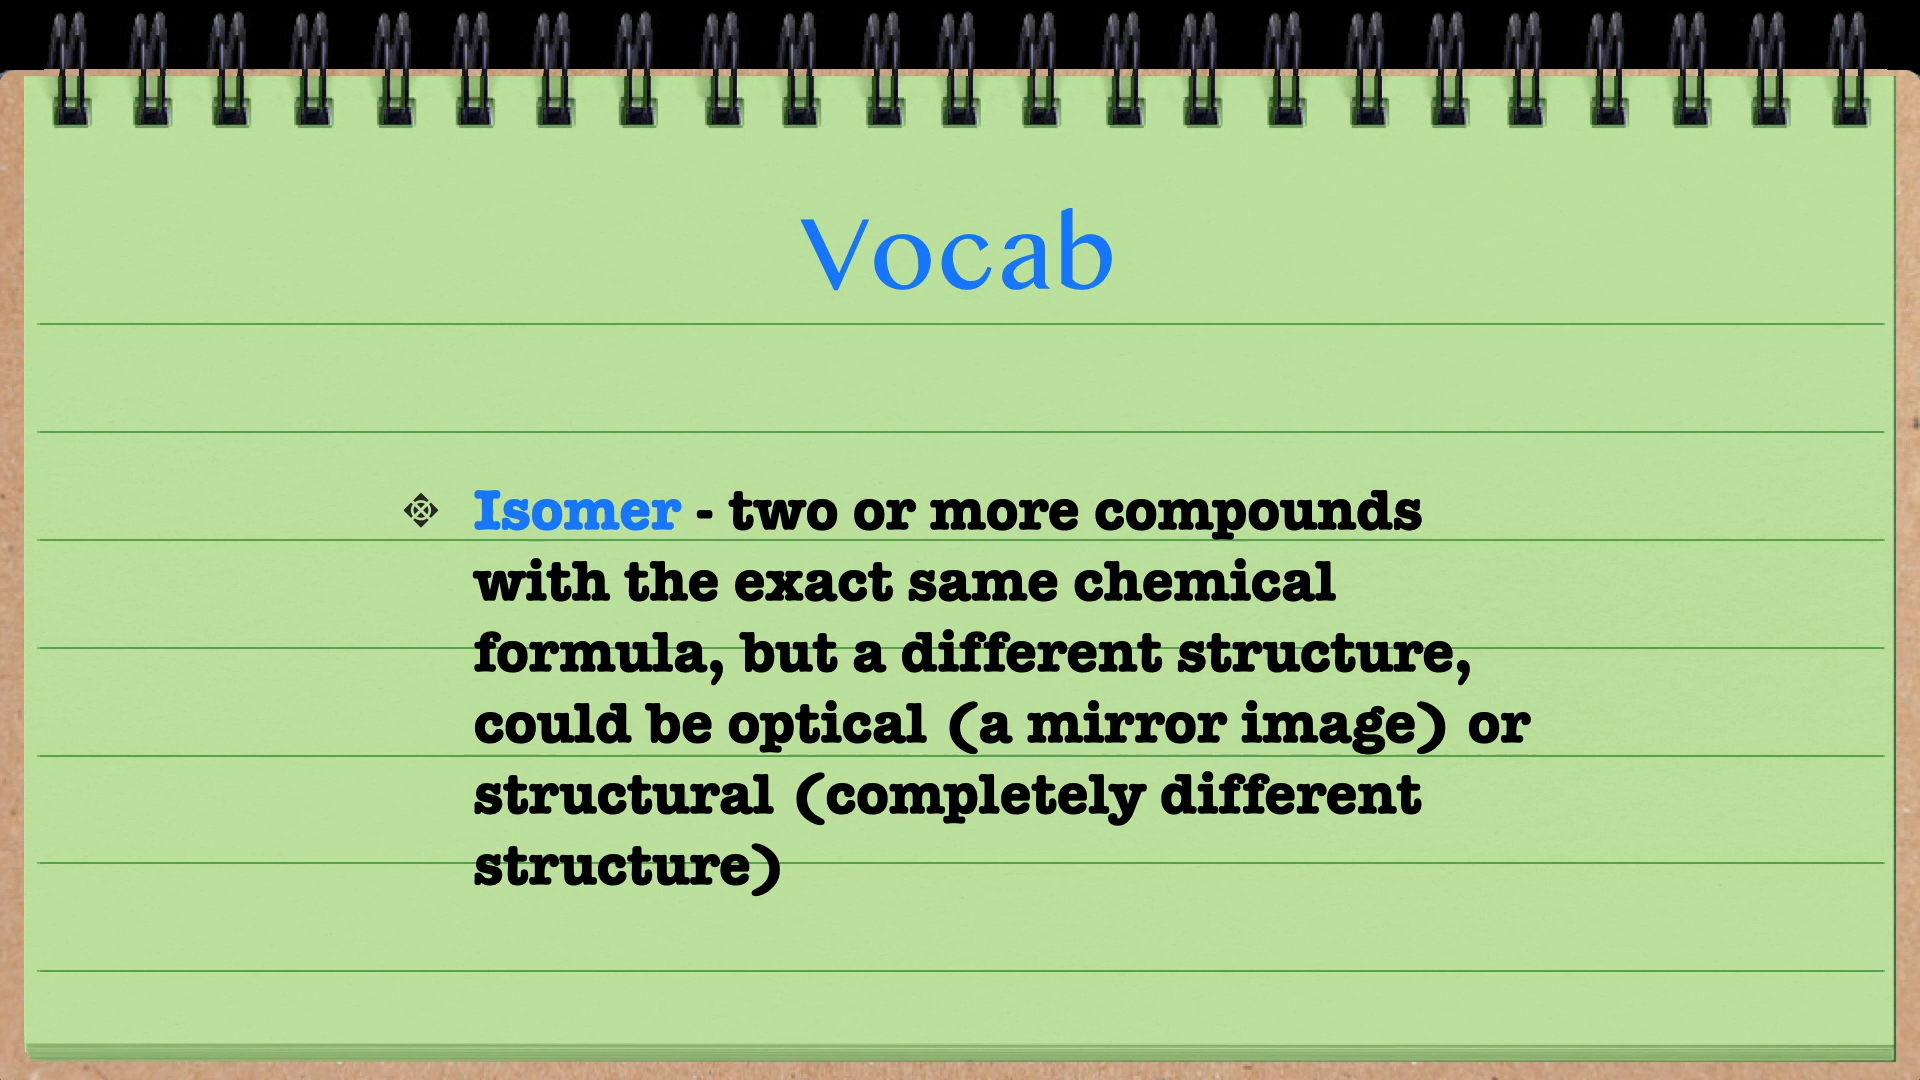 Vocab
Isomer - two or more compounds
with the exact same chemical
formula, but a different structure,
could be optical (a mirror image) or
structural (completely different
structure)